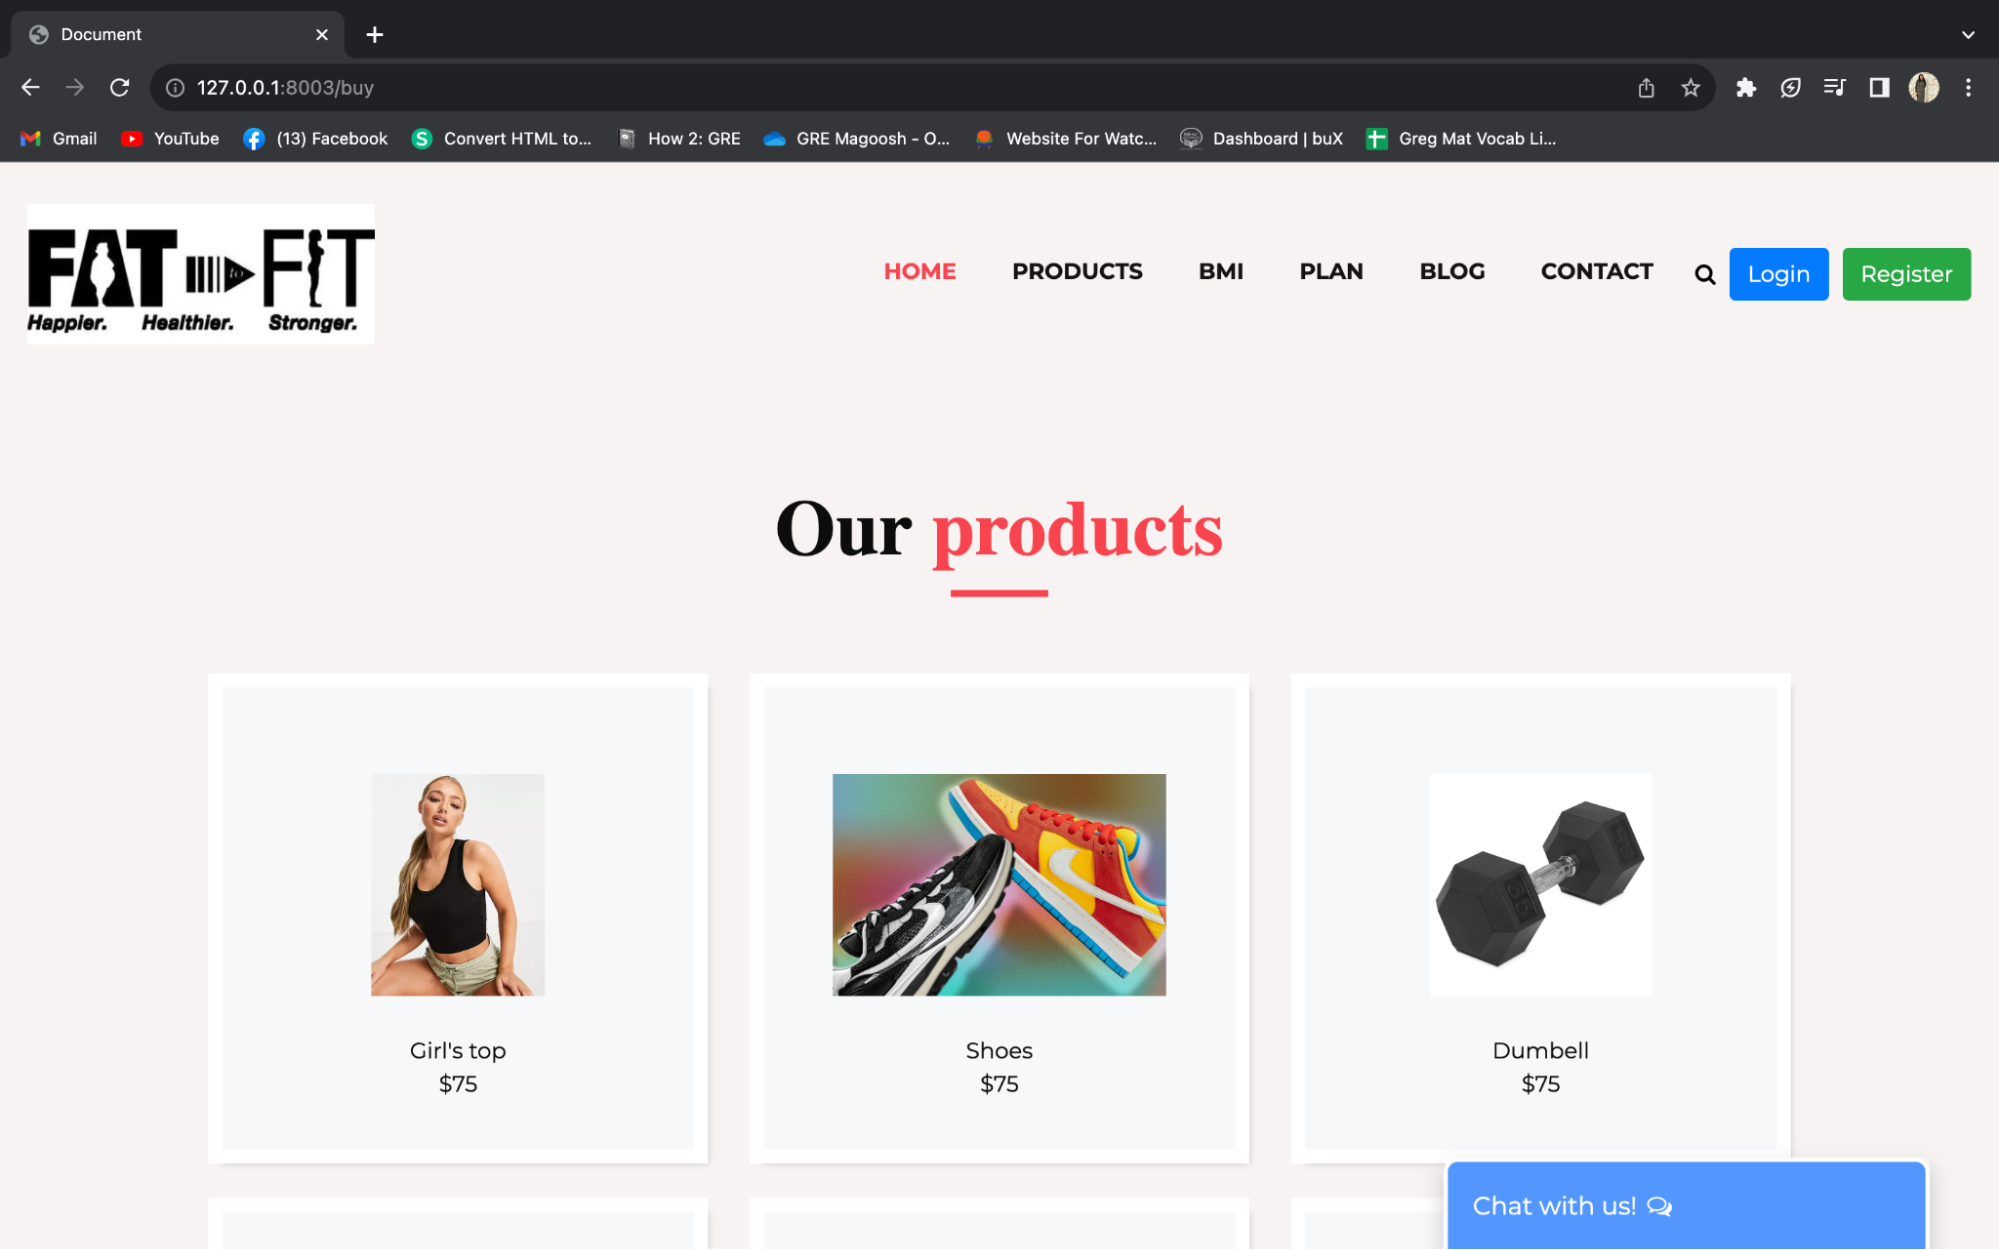 Document
127.0.0.1:8003/buy
Gmail YouTube (13) Facebook Convert HTML to... How 2: GRE GRE Magoosh - O... Website For Watc... Dashboard | buX Greg Mat Vocab Li...
FAT to FIT
Happier. Healthier. Stronger.
HOME PRODUCTS BMI PLAN BLOG CONTACT Login Register
Our products
Girl's top
$75
Shoes
$75
Dumbell
$75
Chat with us!